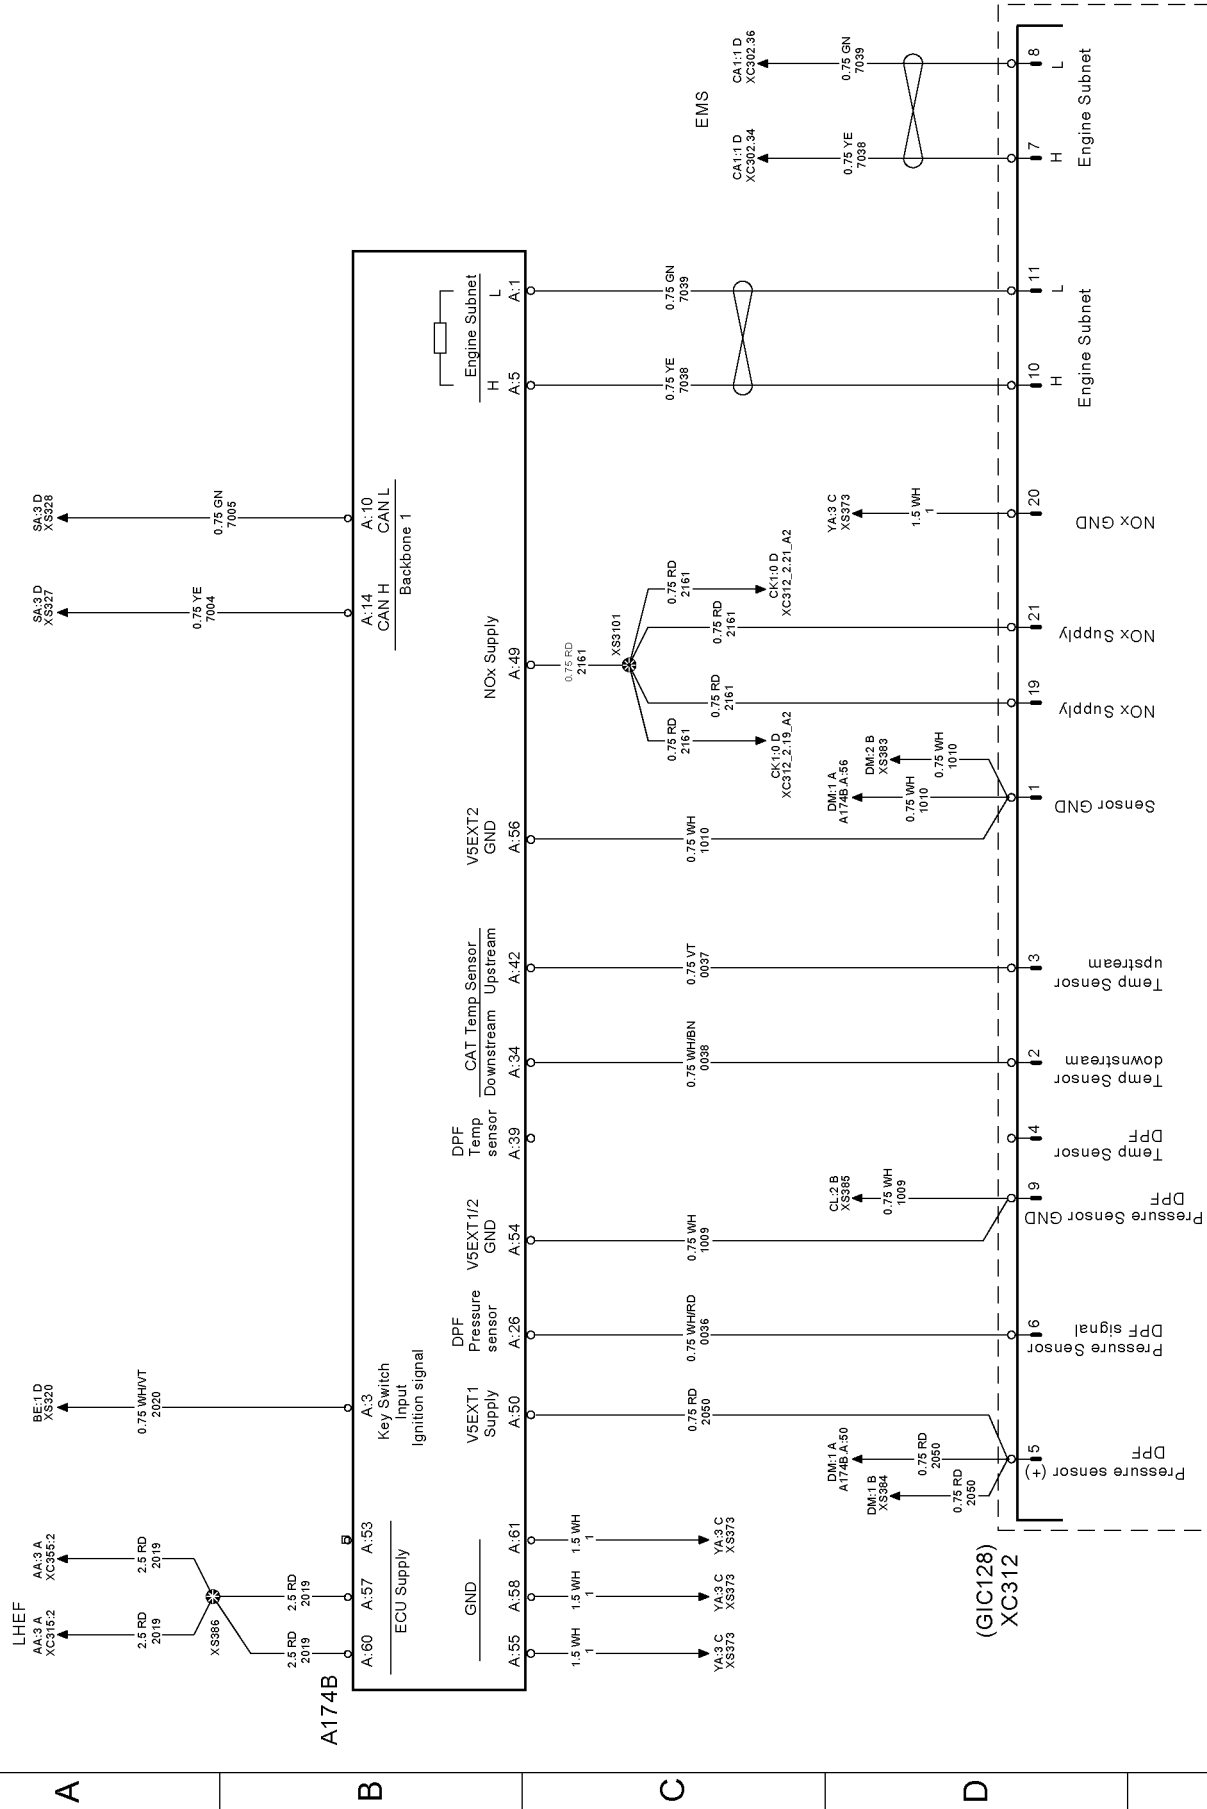 A
B
C
D
LHEF
AA:3 A
XC315:2
AA:3 A
XC355:2
BE:1 D
XS320
SA:3 D
XS327
SA:3 D
XS328
2.5 RD
2019
2.5 RD
2019
0.75 WH/VT
2020
0.75 YE
7004
0.75 GN
7005
XS386
2.5 RD
2019
2.5 RD
2019
A174B
A:60
A:57
A:53
ECU Supply
A:3
Key Switch
Input
Ignition signal
A:14
CAN H
A:10
CAN L
Backbone 1
GND
A:55
A:58
A:61
V5EXT1
Supply
A:50
DPF
Pressure
sensor
A:26
V5EXT1/2
GND
A:54
DPF
Temp
sensor
A:39
CAT Temp Sensor
Downstream
Upstream
A:34
A:42
V5EXT2
GND
A:56
NOx Supply
A:49
Engine Subnet
H
L
A:5
A:1
1.5 WH
1
1.5 WH
1
1.5 WH
1
0.75 RD
2161
XS3101
YA:3 C
XS373
YA:3 C
XS373
YA:3 C
XS373
0.75 RD
2050
0.75 WH/RD
0036
0.75 WH
1009
0.75 WH/BN
0038
0.75 VT
0037
0.75 WH
1010
0.75 RD
2161
0.75 RD
2161
0.75 RD
2161
0.75 RD
2161
0.75 YE
7038
0.75 GN
7039
CK1:0 D
XC312_2.19_A2
CK1:0 D
XC312_2.21_A2
EMS
CA1:1 D
XC302.34
CA1:1 D
XC302.36
0.75 YE
7038
0.75 GN
7039
DM:1 B
XS384
DM:1 A
A174B.A:50
0.75 RD
2050
0.75 RD
2050
CL:2 B
XS385
0.75 WH
1009
DM:1 A
A174B.A:56
DM:2 B
XS383
0.75 WH
1010
0.75 WH
1010
YA:3 C
XS373
1.5 WH
1
(GIC128)
XC312
5
Pressure sensor (+)
DPF
6
Pressure Sensor
DPF signal
9
Pressure Sensor GND
DPF
4
Temp Sensor
DPF
2
Temp Sensor
downstream
3
Temp Sensor
upstream
1
Sensor GND
19
NOx Supply
21
NOx Supply
20
NOx GND
10
H
11
L
Engine Subnet
7
H
8
L
Engine Subnet